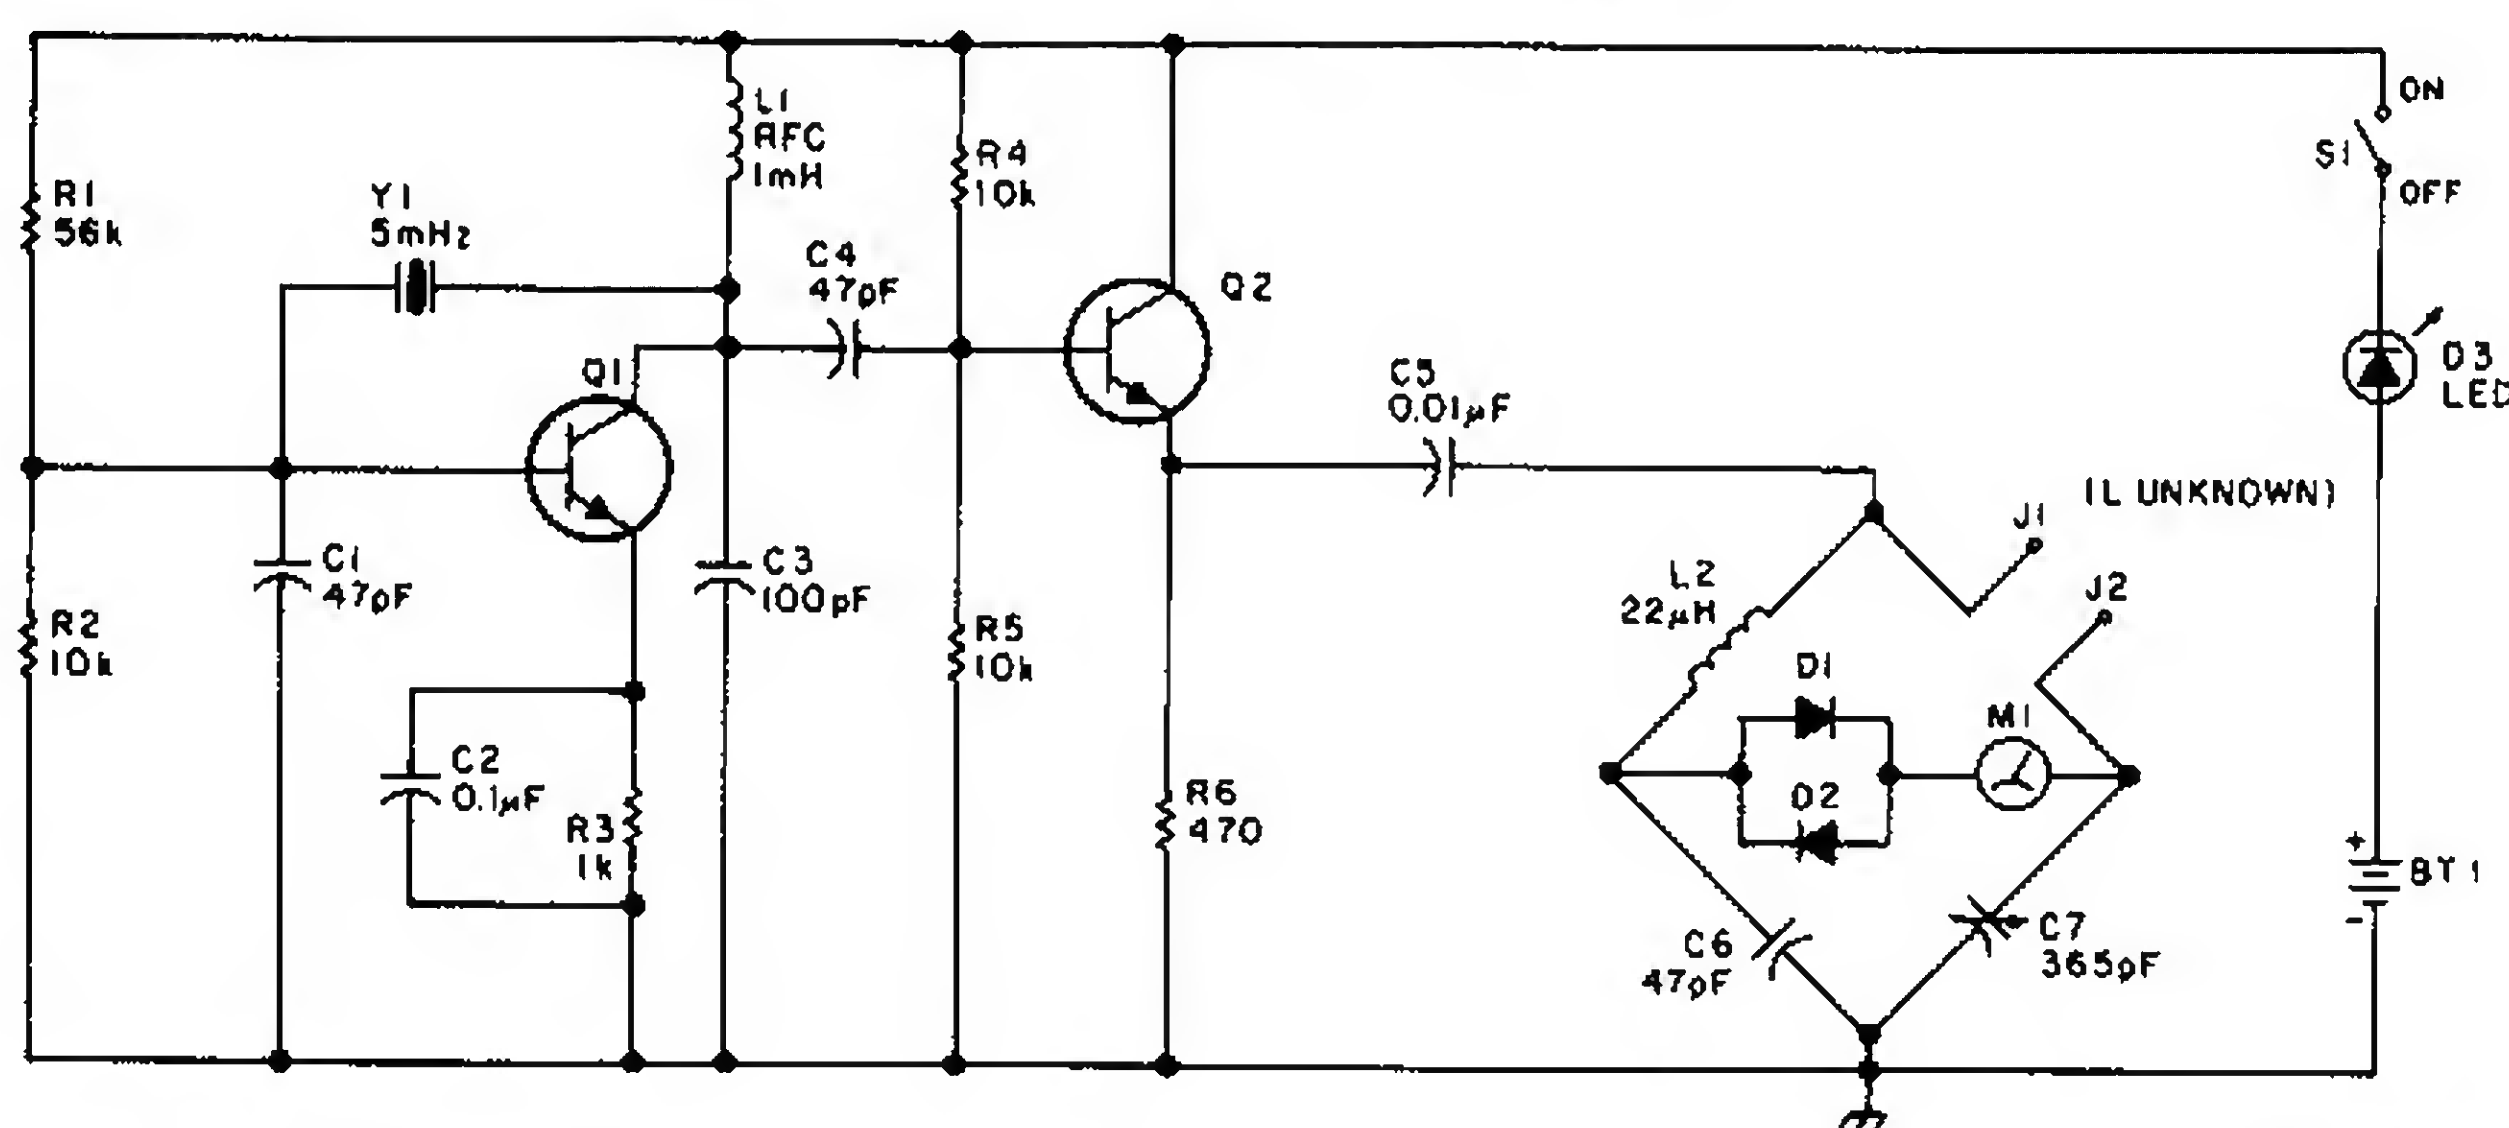 L1
RFC
1mH
R4
10k
R1
56k
Y1
5mHz
C4
47pF
Q2
ON
S1
OFF
Q1
C5
0.01µF
D3
LED
(L UNKNOWN)
J1
J2
L2
22µH
C1
47pF
C3
100pF
R2
10k
R5
10k
D1
M1
D2
C2
0.1µF
R3
1k
R6
470
+
BT1
-
C6
47pF
C7
365pF